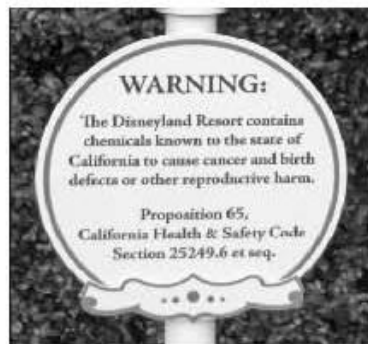 WARNING:
The Disneyland Resort contains
chemicals known to the state of
California to cause cancer and birth
defects or other reproductive harm.
Proposition 65,
California Health & Safety Code
Section 25249.6 et seq.